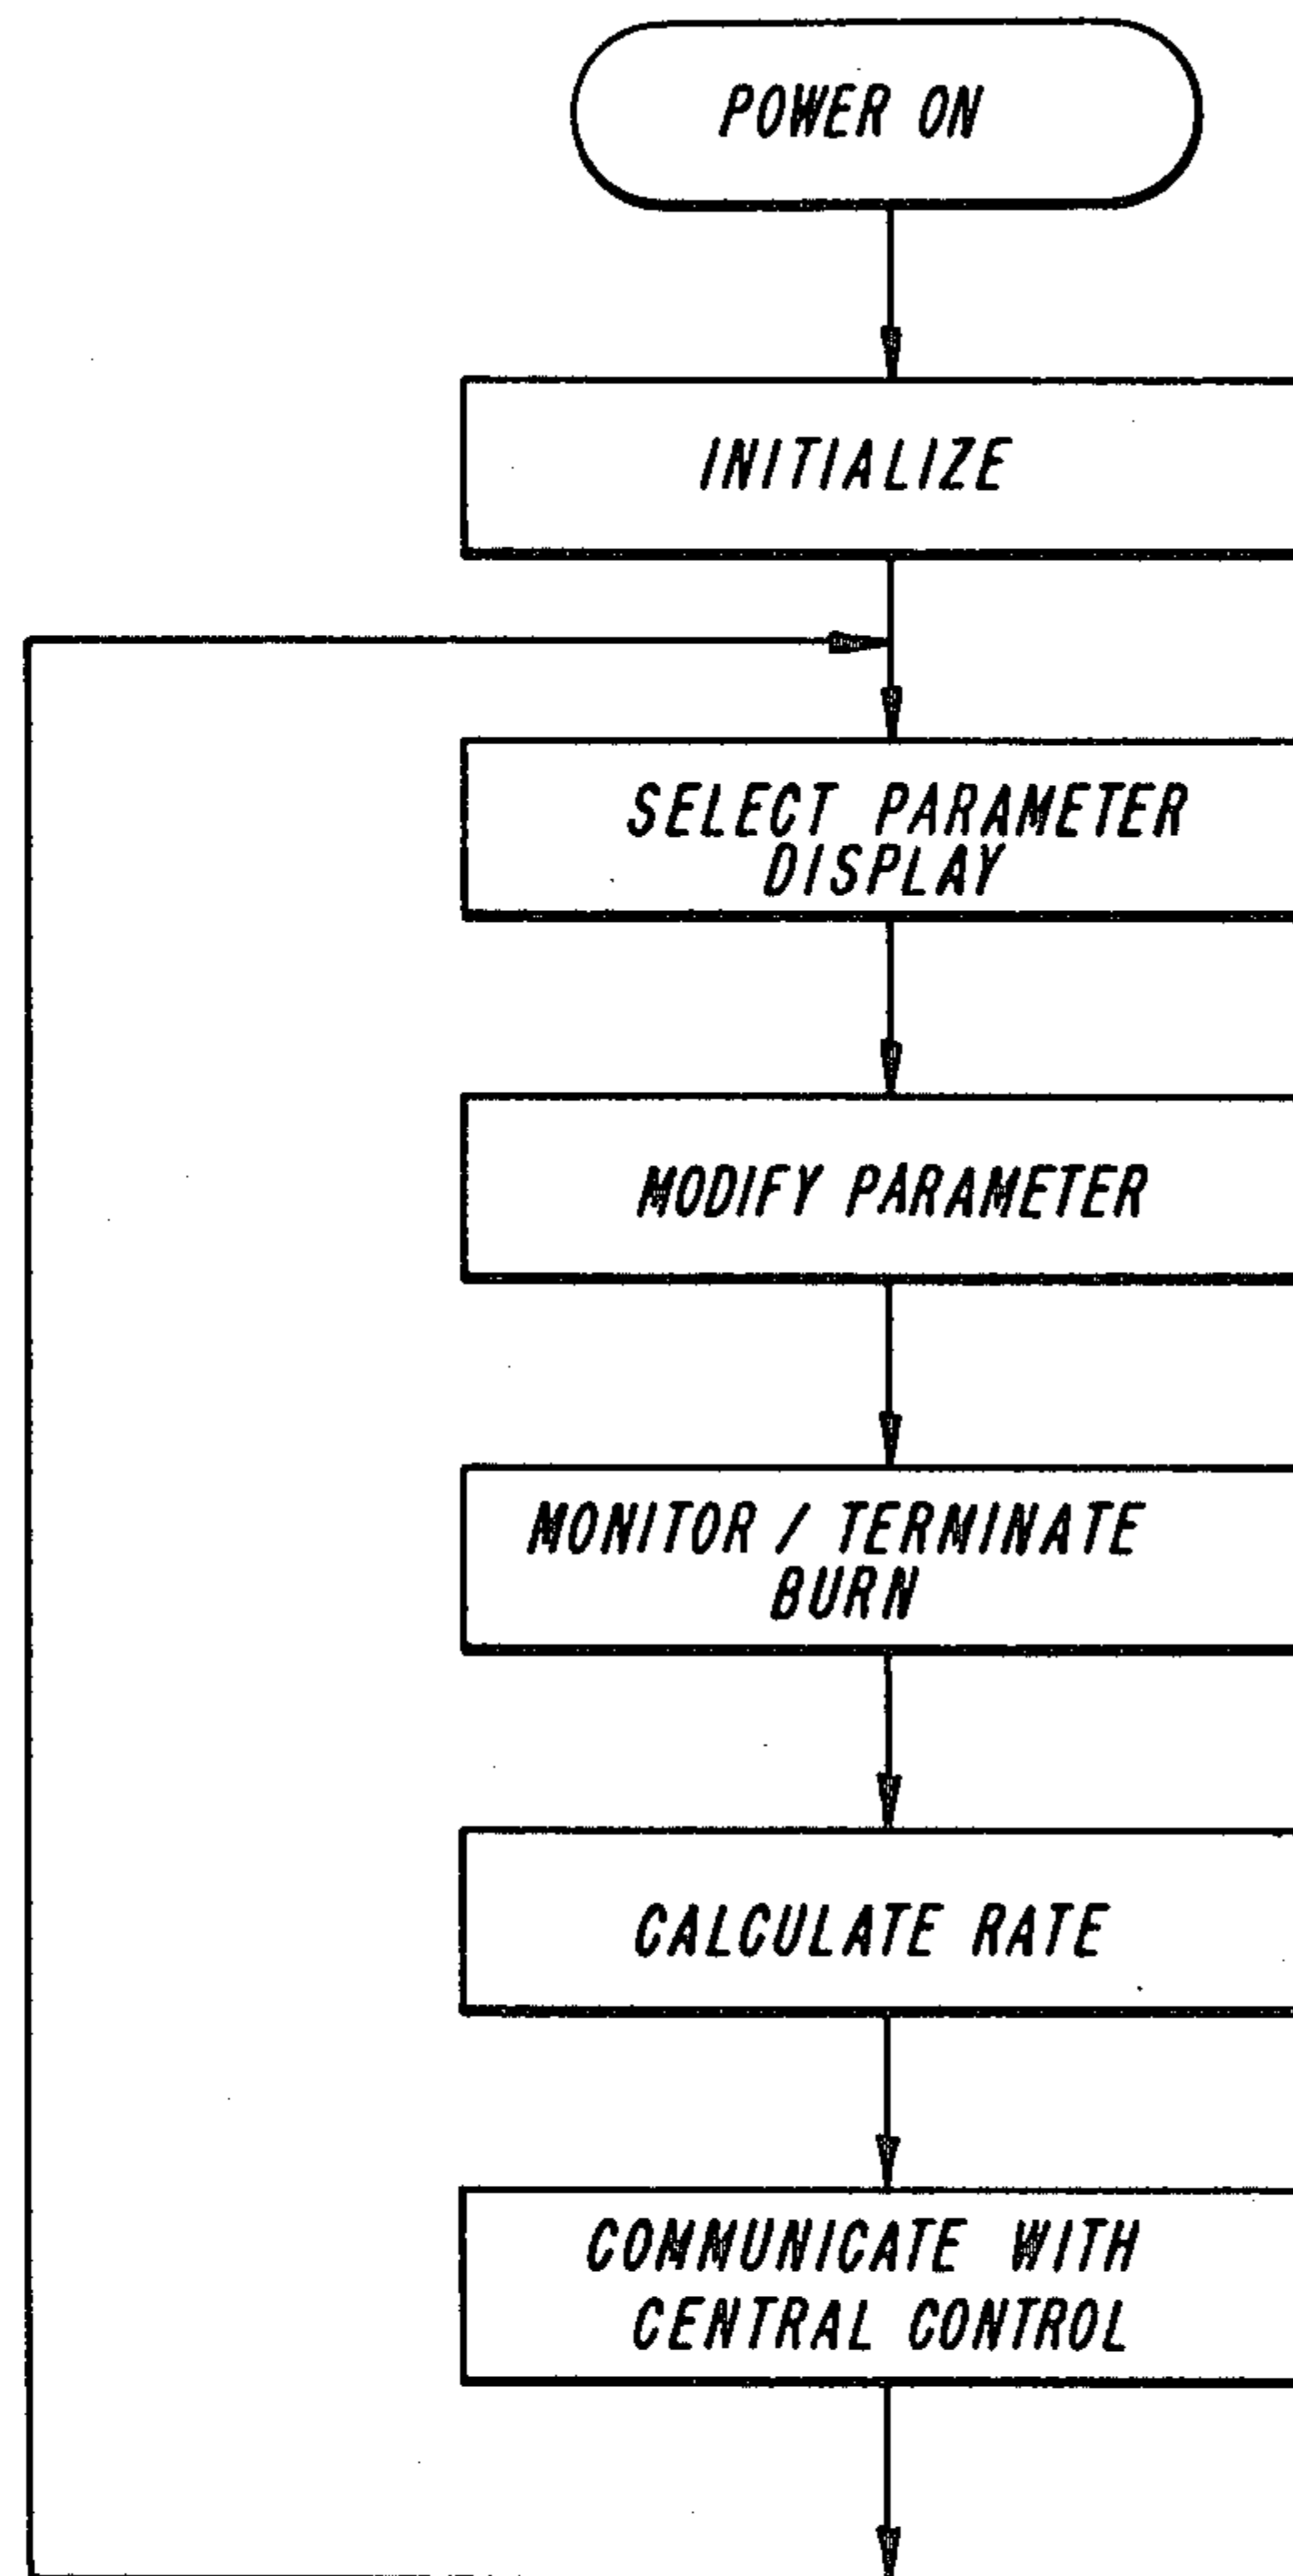 POWER ON
INITIALIZE
SELECT PARAMETER
DISPLAY
MODIFY PARAMETER
MONITOR / TERMINATE
BURN
CALCULATE RATE
COMMUNICATE WITH
CENTRAL CONTROL